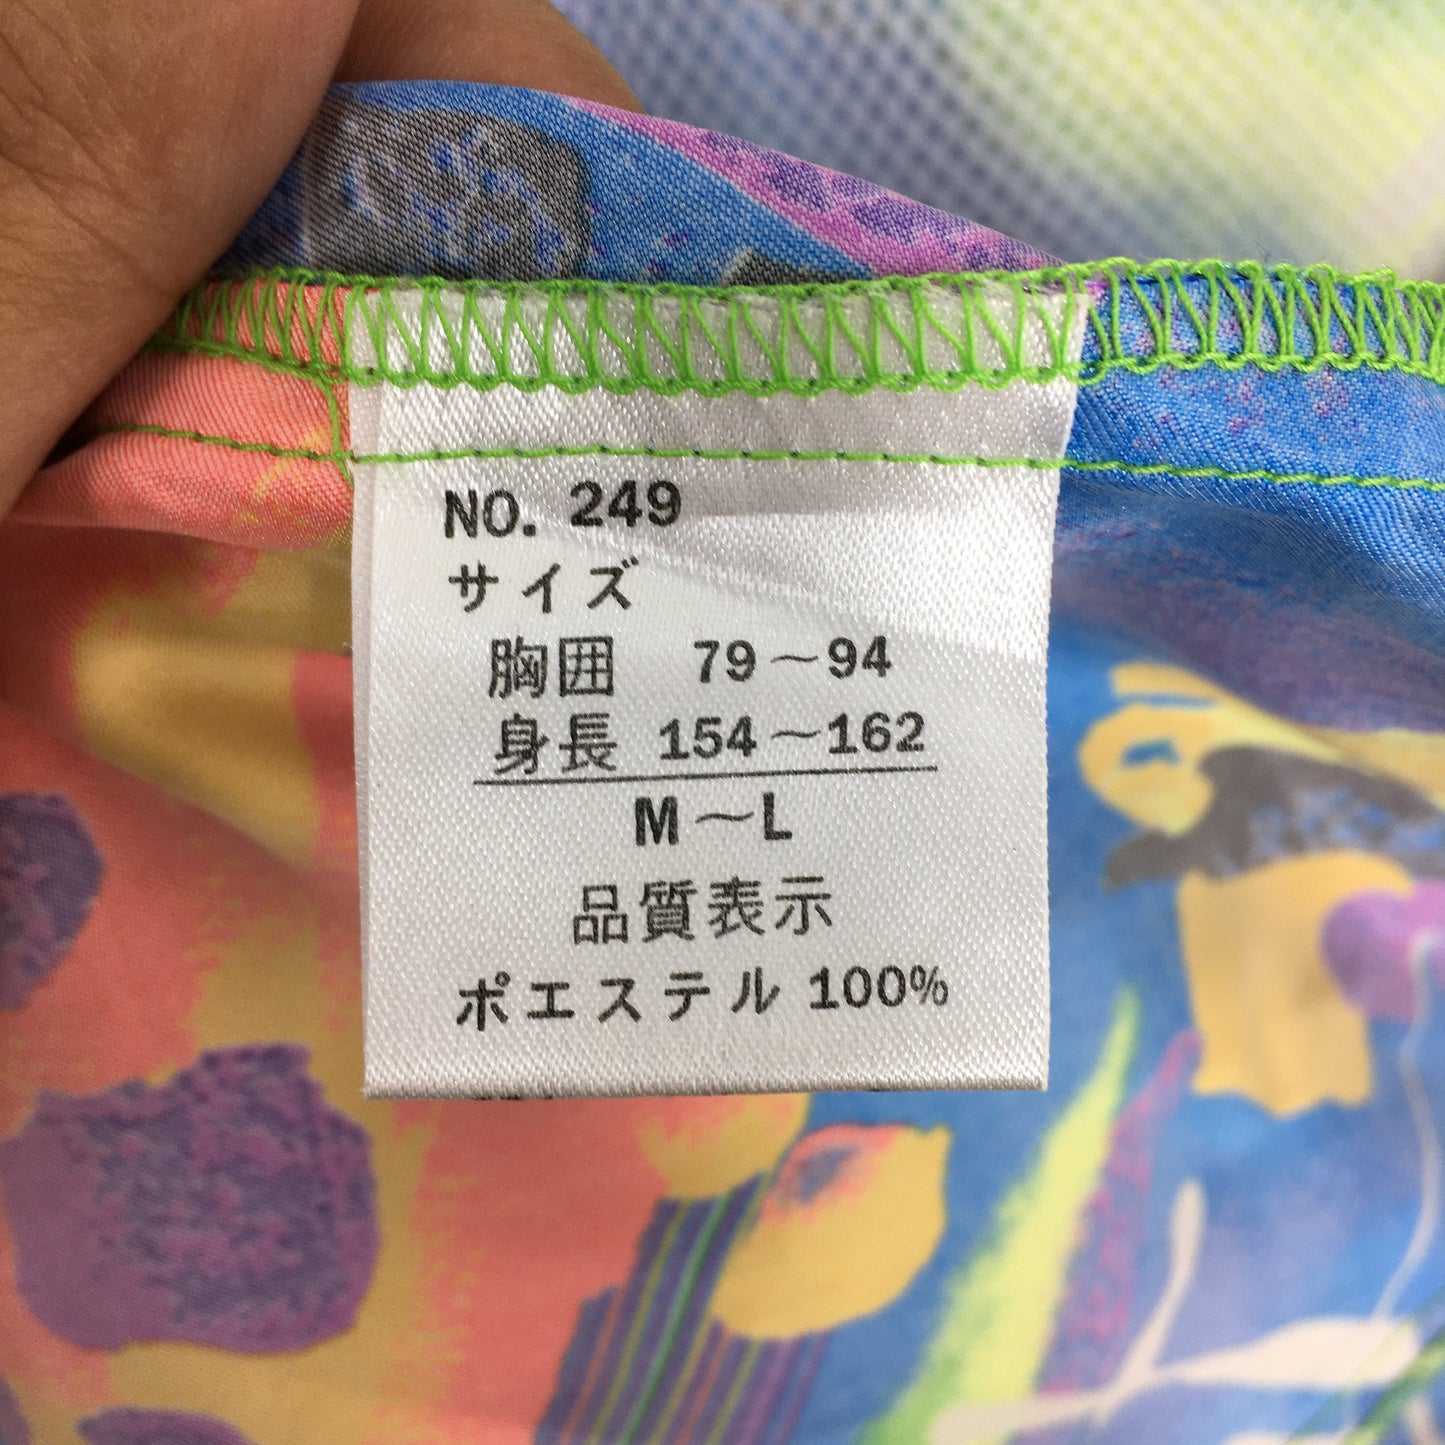 NO. 249
サイズ
胸囲 79～94
身長 154～162
M～L
品質表示
ポエステル 100%